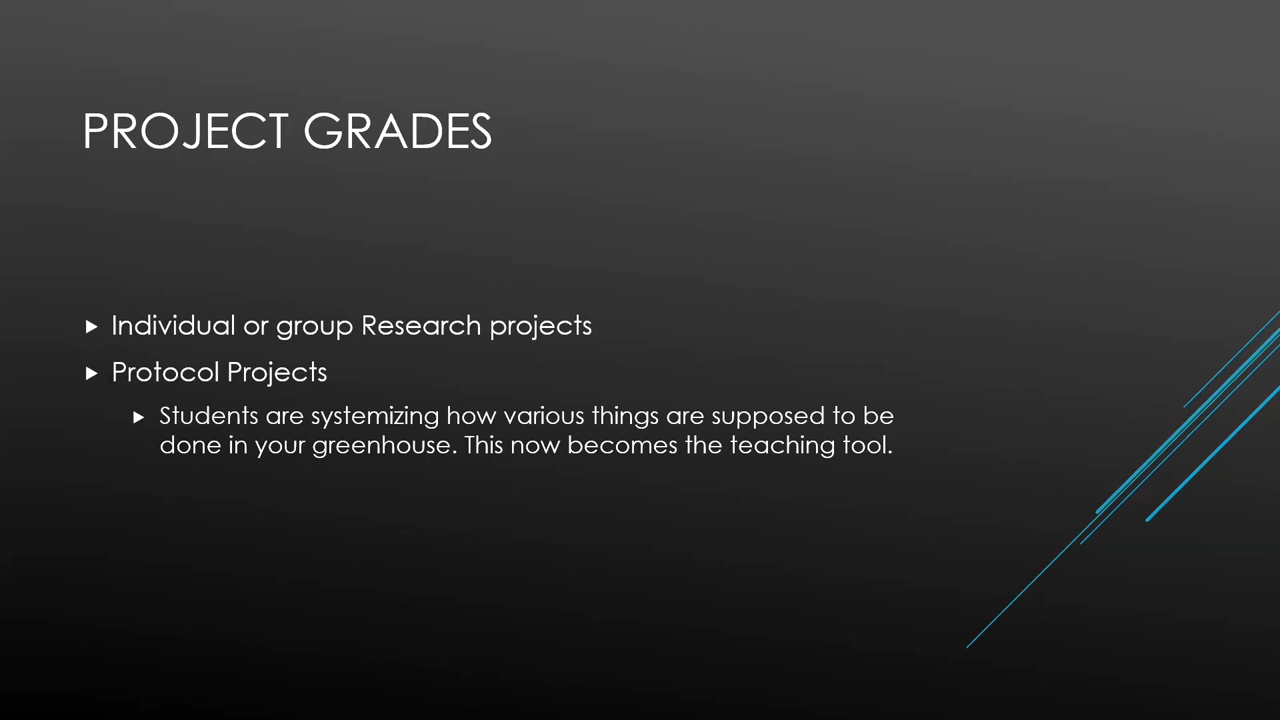 PROJECT GRADES
Individual or group Research projects
Protocol Projects
Students are systemizing how various things are supposed to be
done in your greenhouse. This now becomes the teaching tool.